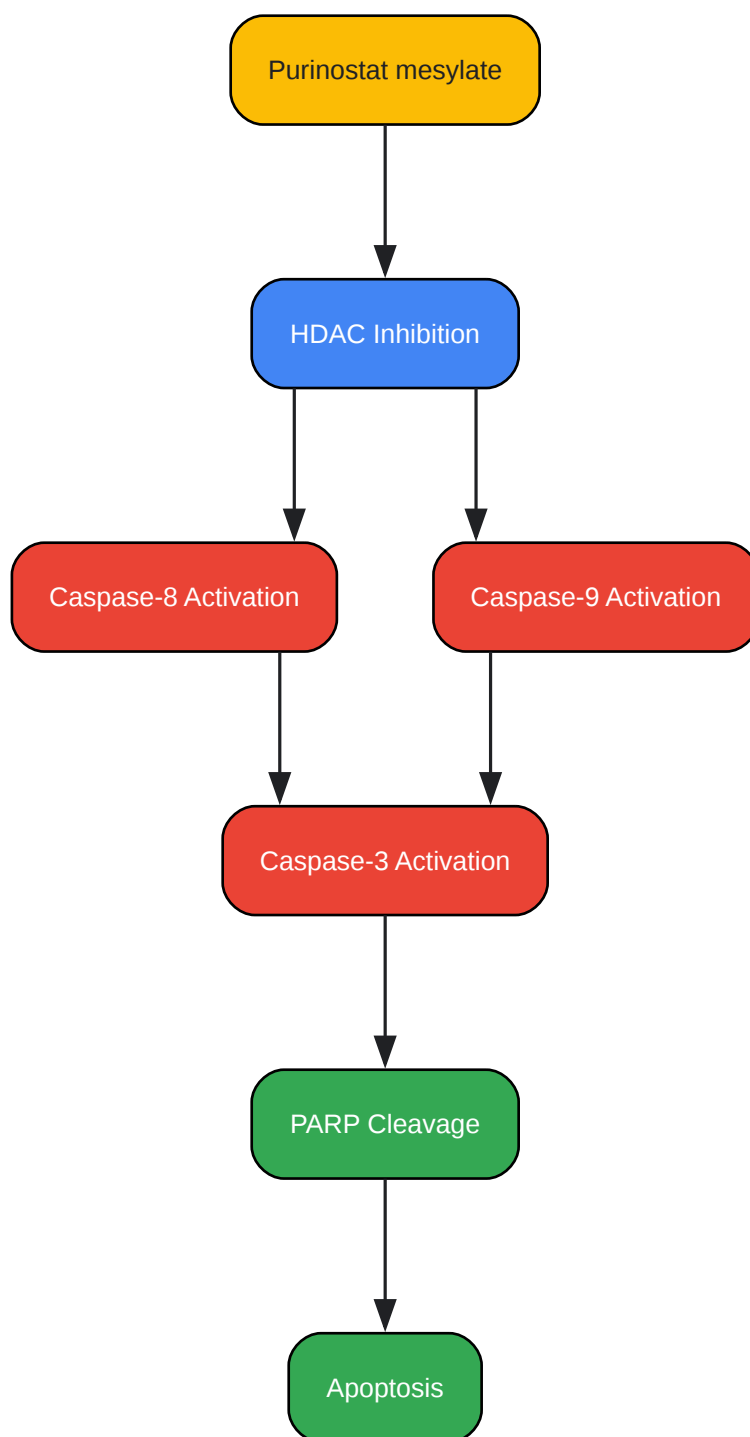 Purinostat mesylate
HDAC Inhibition
Caspase-8 Activation
Caspase-9 Activation
Caspase-3 Activation
PARP Cleavage
Apoptosis